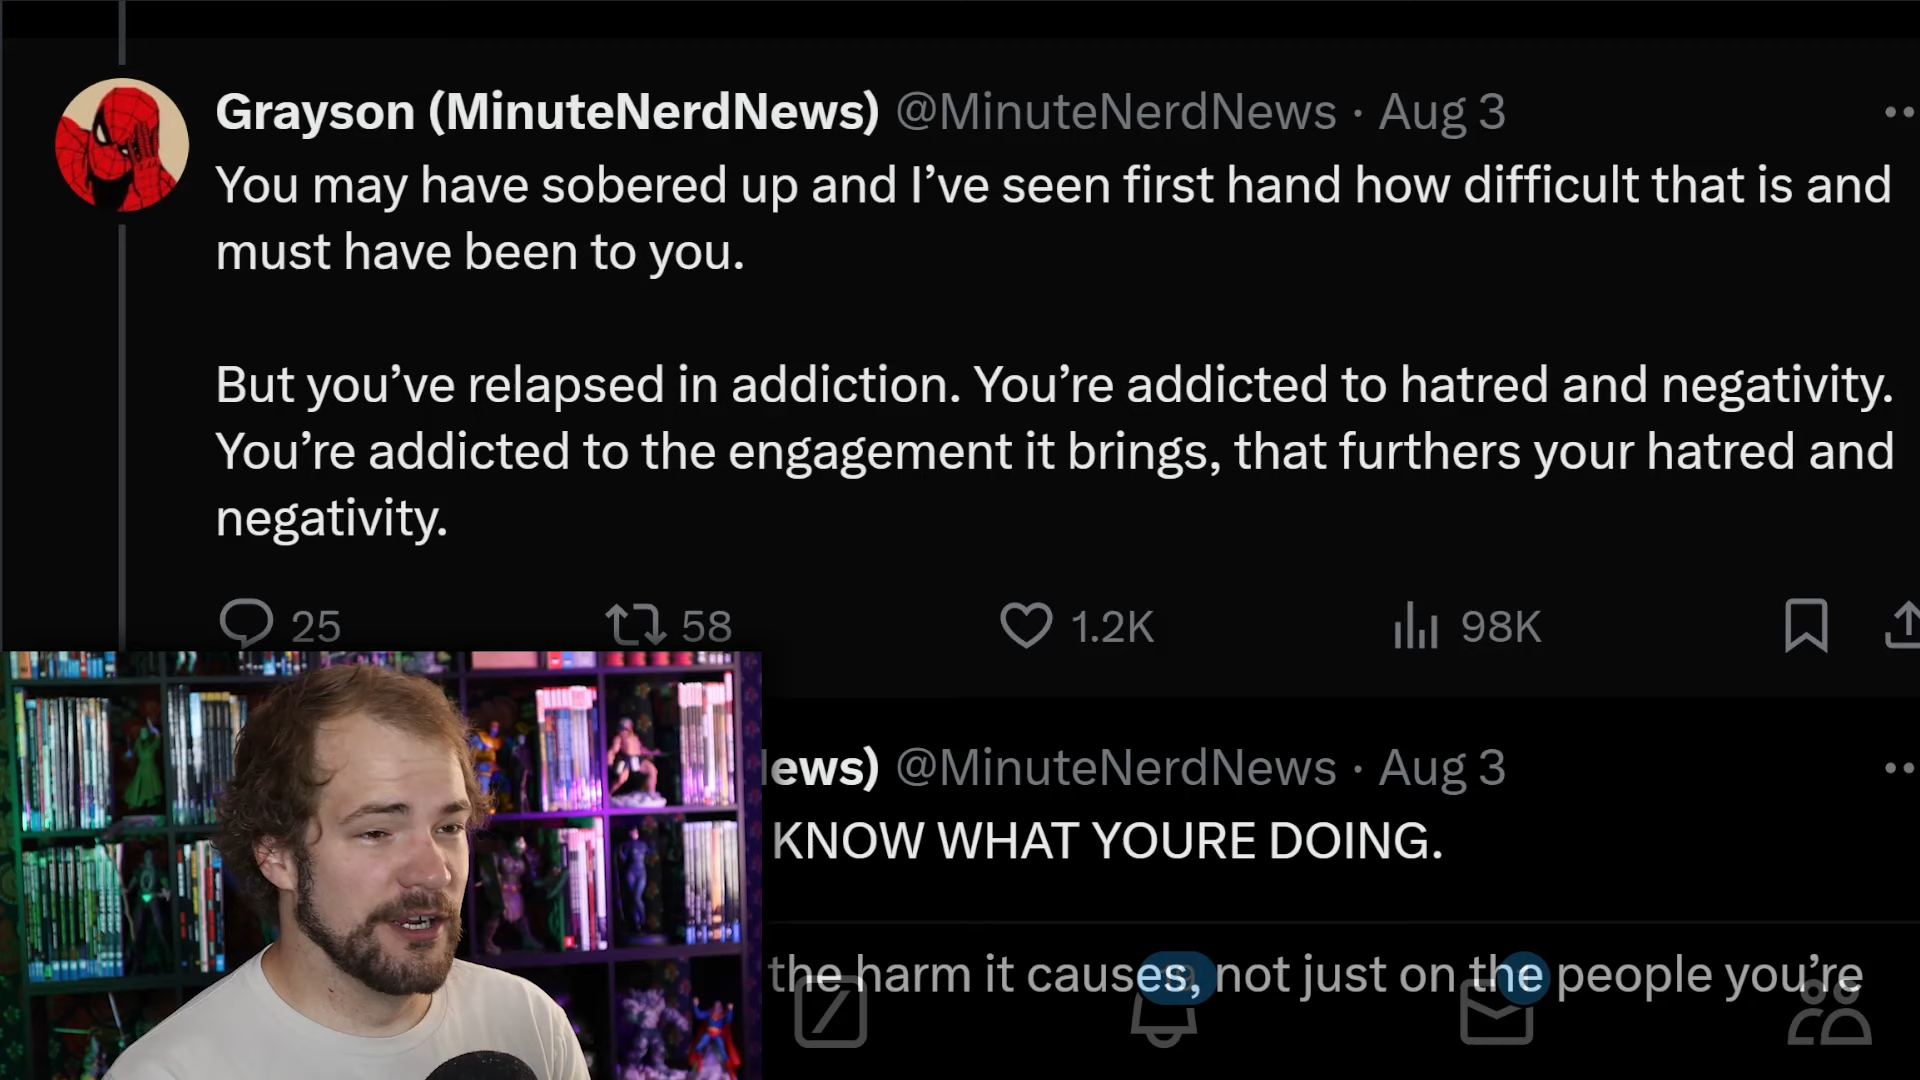 Grayson (MinuteNerdNews) @MinuteNerdNews · Aug 3
You may have sobered up and I’ve seen first hand how difficult that is and
must have been to you.
But you’ve relapsed in addiction. You’re addicted to hatred and negativity.
You’re addicted to the engagement it brings, that furthers your hatred and
negativity.
25 58 1.2K 98K
ews) @MinuteNerdNews · Aug 3
KNOW WHAT YOURE DOING.
the harm it causes, not just on the people you’re